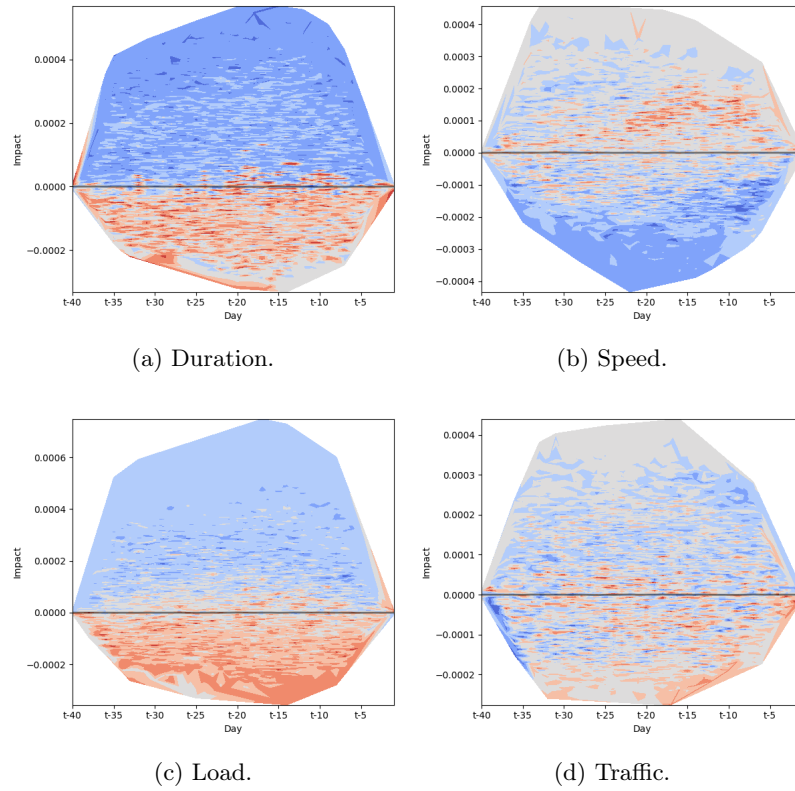 0.0004
0.0002
0.0000
−0.0002
Impact
t-40 t-35 t-30 t-25 t-20 t-15 t-10 t-5
Day
(a) Duration.
0.0004
0.0003
0.0002
0.0001
0.0000
−0.0001
−0.0002
−0.0003
−0.0004
Impact
t-40 t-35 t-30 t-25 t-20 t-15 t-10 t-5
Day
(b) Speed.
0.0006
0.0004
0.0002
0.0000
−0.0002
Impact
t-40 t-35 t-30 t-25 t-20 t-15 t-10 t-5
Day
(c) Load.
0.0004
0.0003
0.0002
0.0001
0.0000
−0.0001
−0.0002
Impact
t-40 t-35 t-30 t-25 t-20 t-15 t-10 t-5
Day
(d) Traffic.